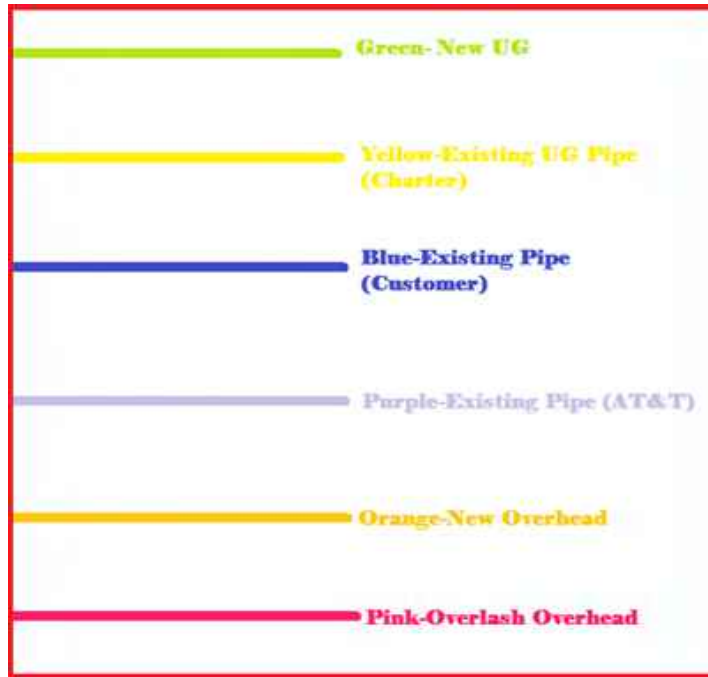 Green- New UG
Yellow-Existing UG Pipe
(Charter)
Blue-Existing Pipe
(Customer)
Purple-Existing Pipe (AT&T)
Orange-New Overhead
Pink-Overlash Overhead